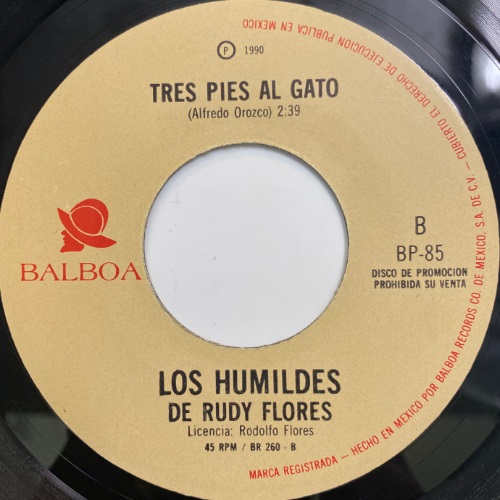 ℗ 1990
TRES PIES AL GATO
(Alfredo Orozco) 2:39
BALBOA
B
BP-85
DISCO DE PROMOCION
PROHIBIDA SU VENTA
LOS HUMILDES
DE RUDY FLORES
Licencia: Rodolfo Flores
45 RPM / BR 260 - B
MARCA REGISTRADA — HECHO EN MEXICO POR BALBOA RECORDS CO. DE MEXICO, S.A. DE C.V. — CUBIERTO EL DERECHO DE EJECUCION PUBLICA EN MEXICO